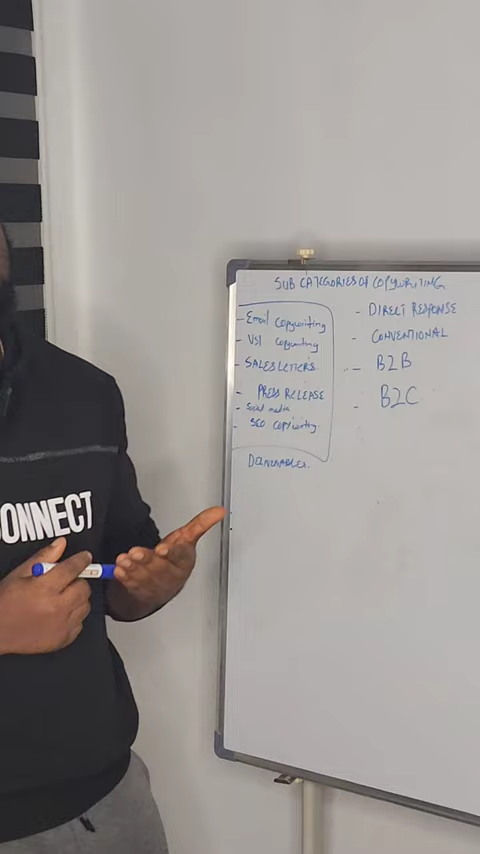 SUB CATEGORIES OF COPYWRITING
- Email copywriting
- VSL copywriting
- SALES LETTERS
- PRESS RELEASE
- Social media
- SEO copywriting
- DIRECT RESPONSE
- CONVENTIONAL
- B2B
- B2C
ONNECT